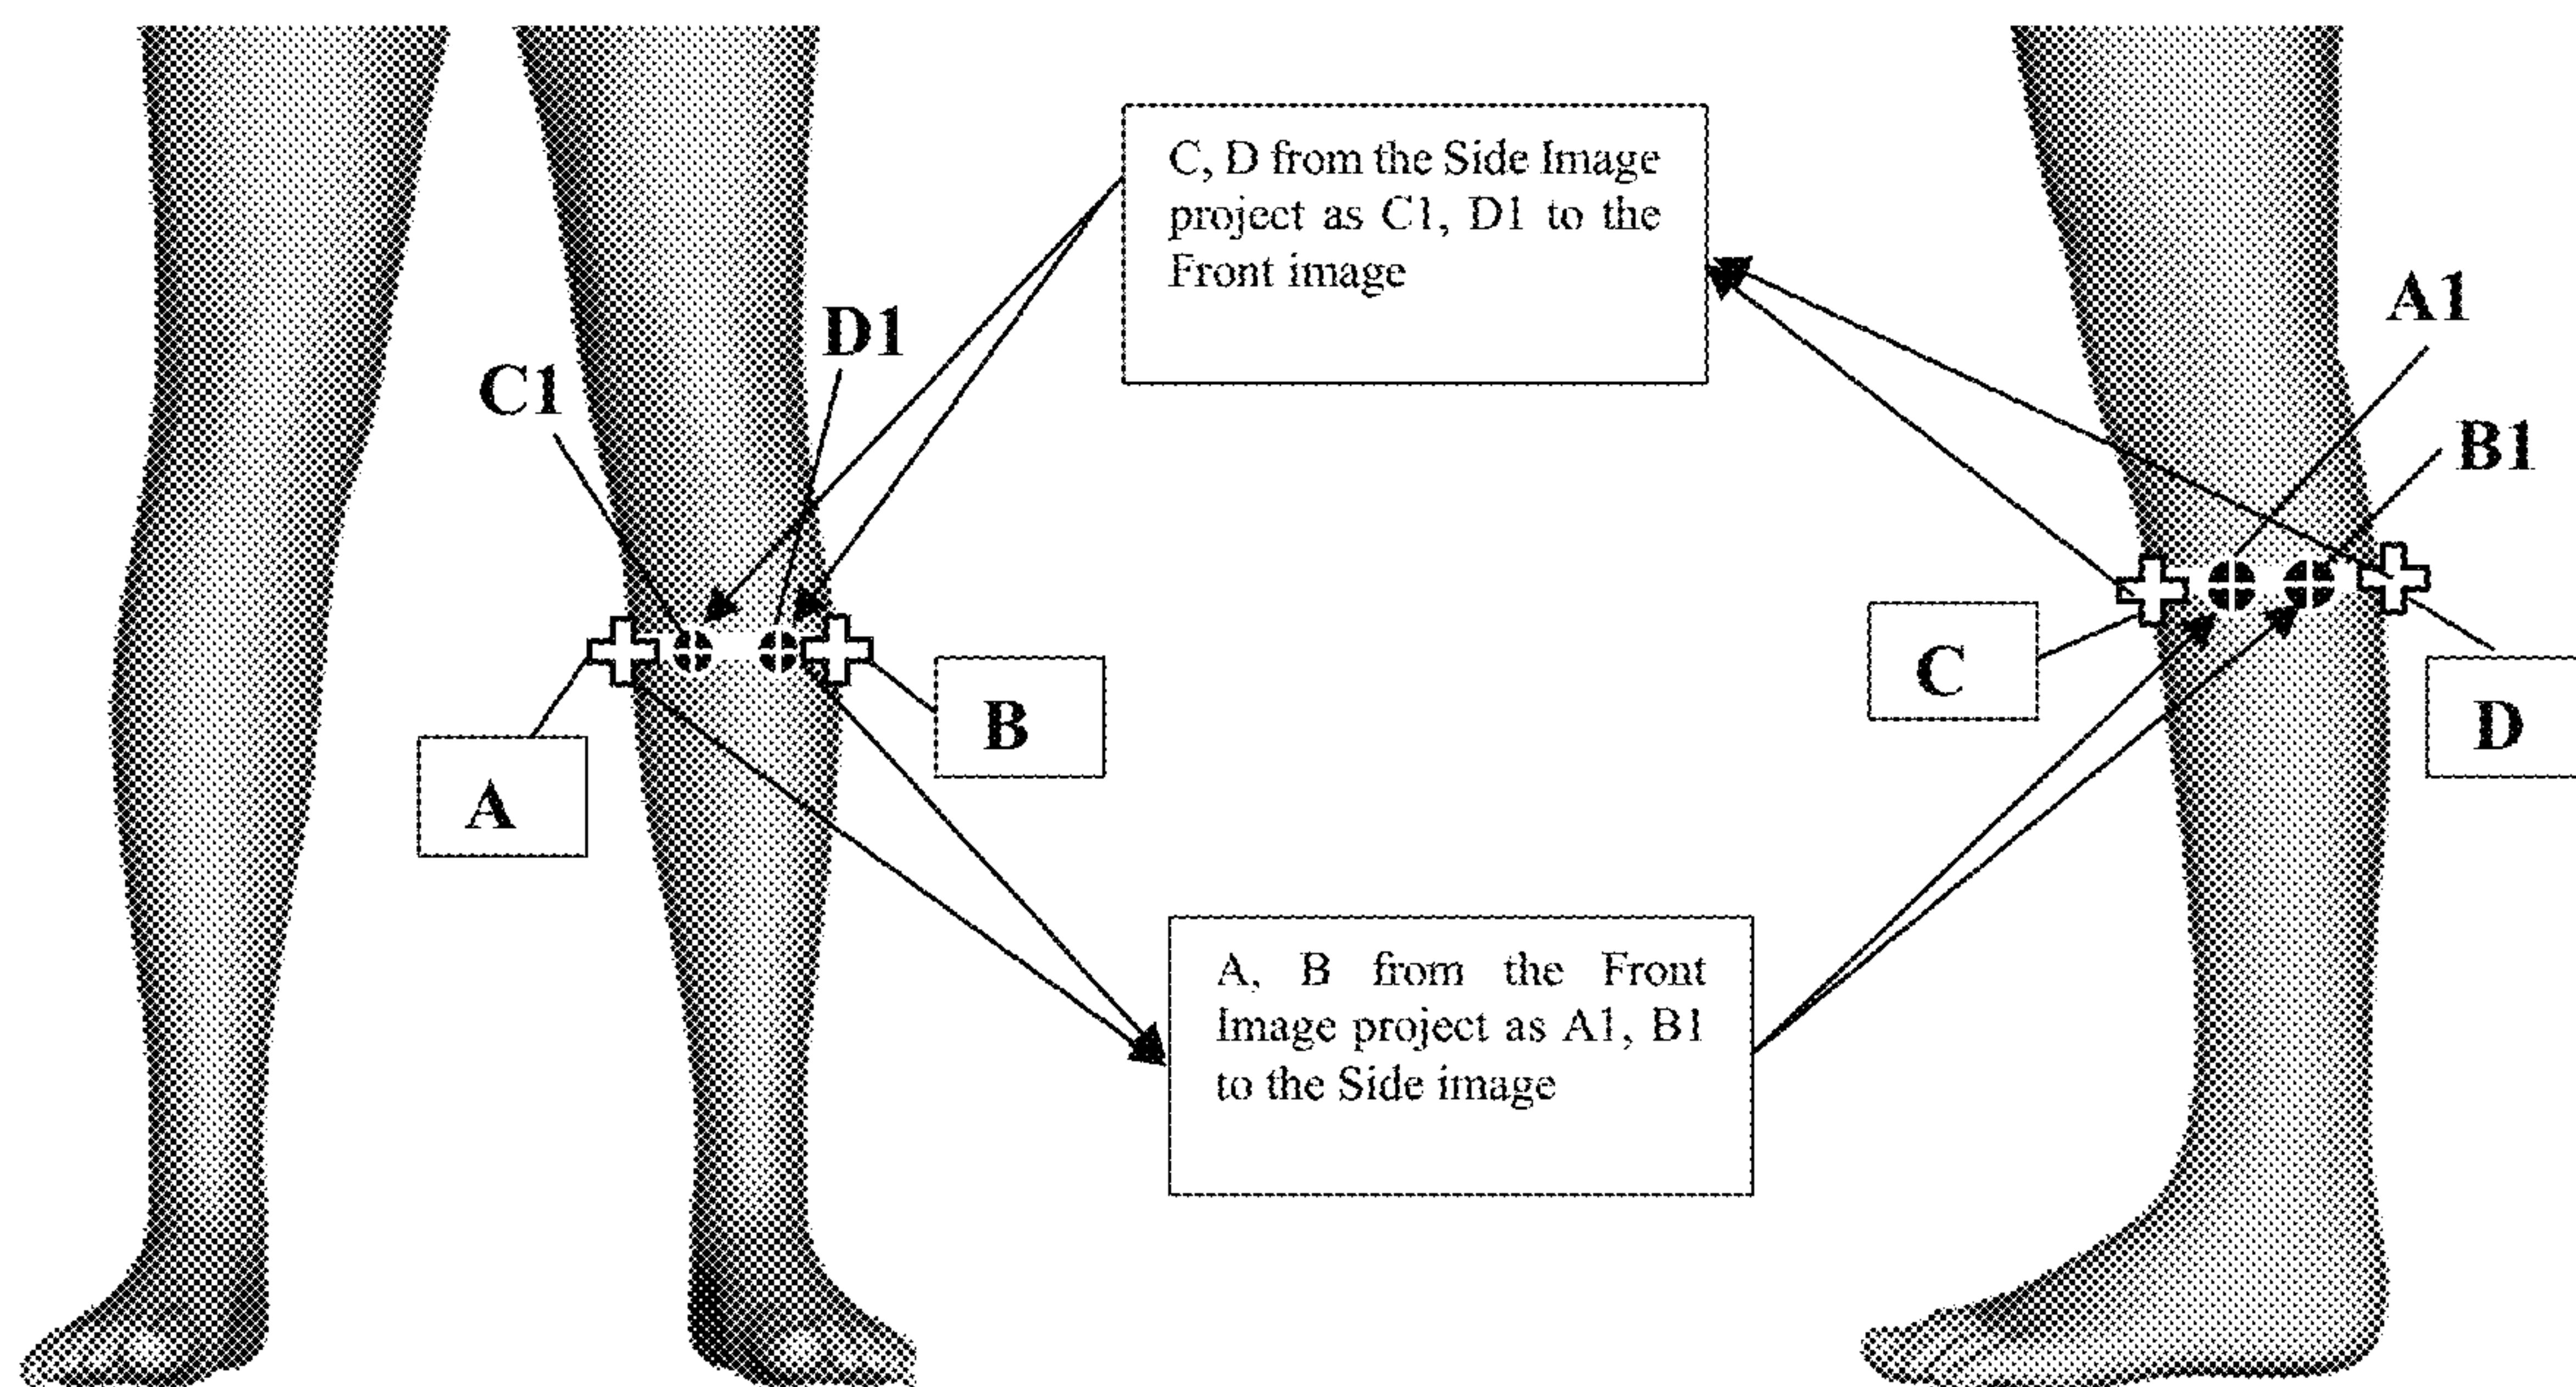 C, D from the Side Image
project as C1, D1 to the
Front image
A1
D1
C1
B1
C
B
D
A
A, B from the Front
Image project as A1, B1
to the Side image